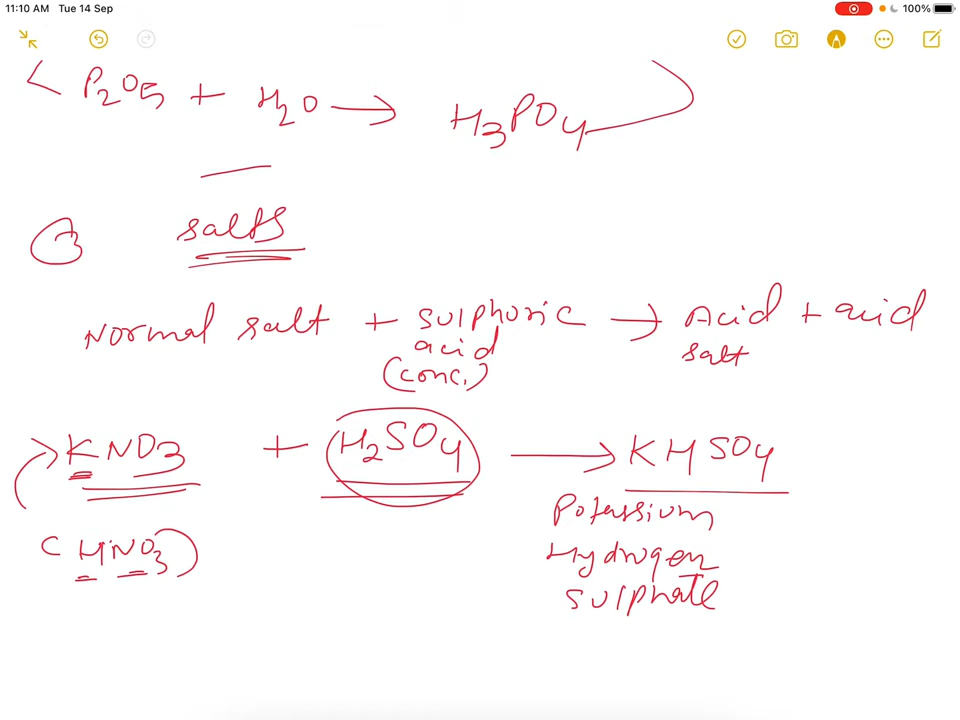 11:10 AM Tue 14 Sep 100%
P2O5 + H2O → H3PO4
3 Salts
Normal salt + sulphuric → Acid + acid
acid salt
(conc.)
KNO3 + H2SO4 → KHSO4
Potassium
(HNO3) Hydrogen
sulphate